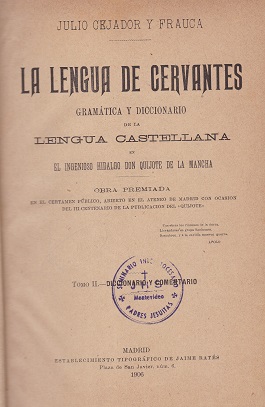 JULIO CEJADOR Y FRAUCA
LA LENGUA DE CERVANTES
GRAMÁTICA Y DICCIONARIO
DE LA
LENGUA CASTELLANA
EN
EL INGENIOSO HIDALGO DON QUIJOTE DE LA MANCHA
OBRA PREMIADA
EN EL CERTAMEN PÚBLICO, ABIERTO EN EL ATENEO DE MADRID CON OCASIÓN
DEL III CENTENARIO DE LA PUBLICACIÓN DEL «QUIJOTE»
TOMO II.—DICCIONARIO Y COMENTARIO
SEMINARIO
Montevideo
PADRES JESUITAS
MADRID
ESTABLECIMIENTO TIPOGRÁFICO DE JAIME RATÉS
Plaza de San Javier, núm. 6.
1906